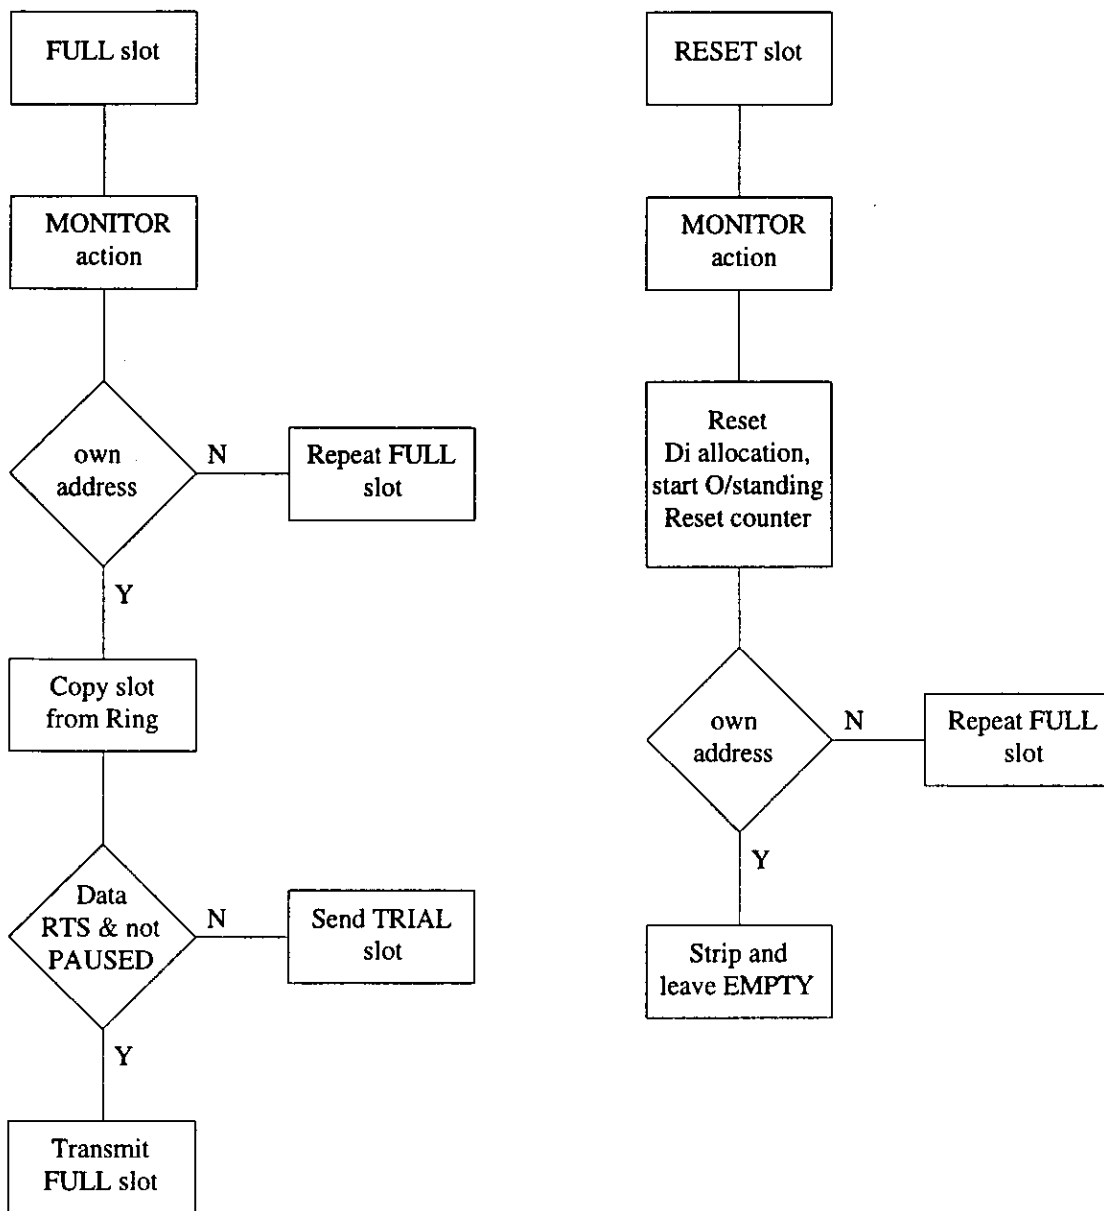 FULL slot
MONITOR
action
own
address
N
Repeat FULL
slot
Y
Copy slot
from Ring
Data
RTS & not
PAUSED
N
Send TRIAL
slot
Y
Transmit
FULL slot
RESET slot
MONITOR
action
Reset
Di allocation,
start O/standing
Reset counter
own
address
N
Repeat FULL
slot
Y
Strip and
leave EMPTY